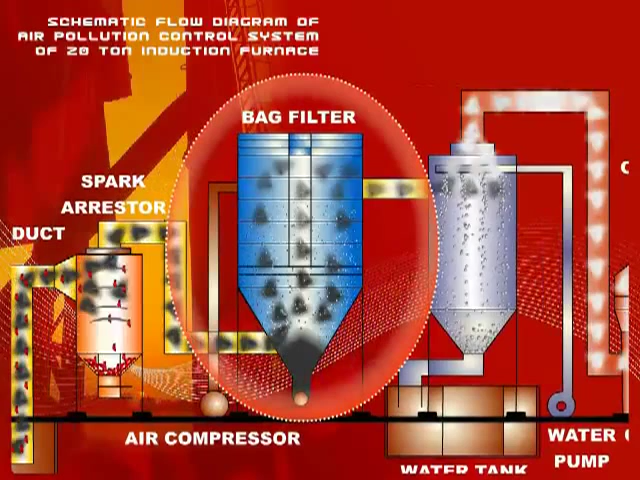 SCHEMATIC FLOW DIAGRAM OF
AIR POLLUTION CONTROL SYSTEM
OF 20 TON INDUCTION FURNACE
BAG FILTER
SPARK
ARRESTOR
DUCT
AIR COMPRESSOR
WATER TANK
WATER
PUMP